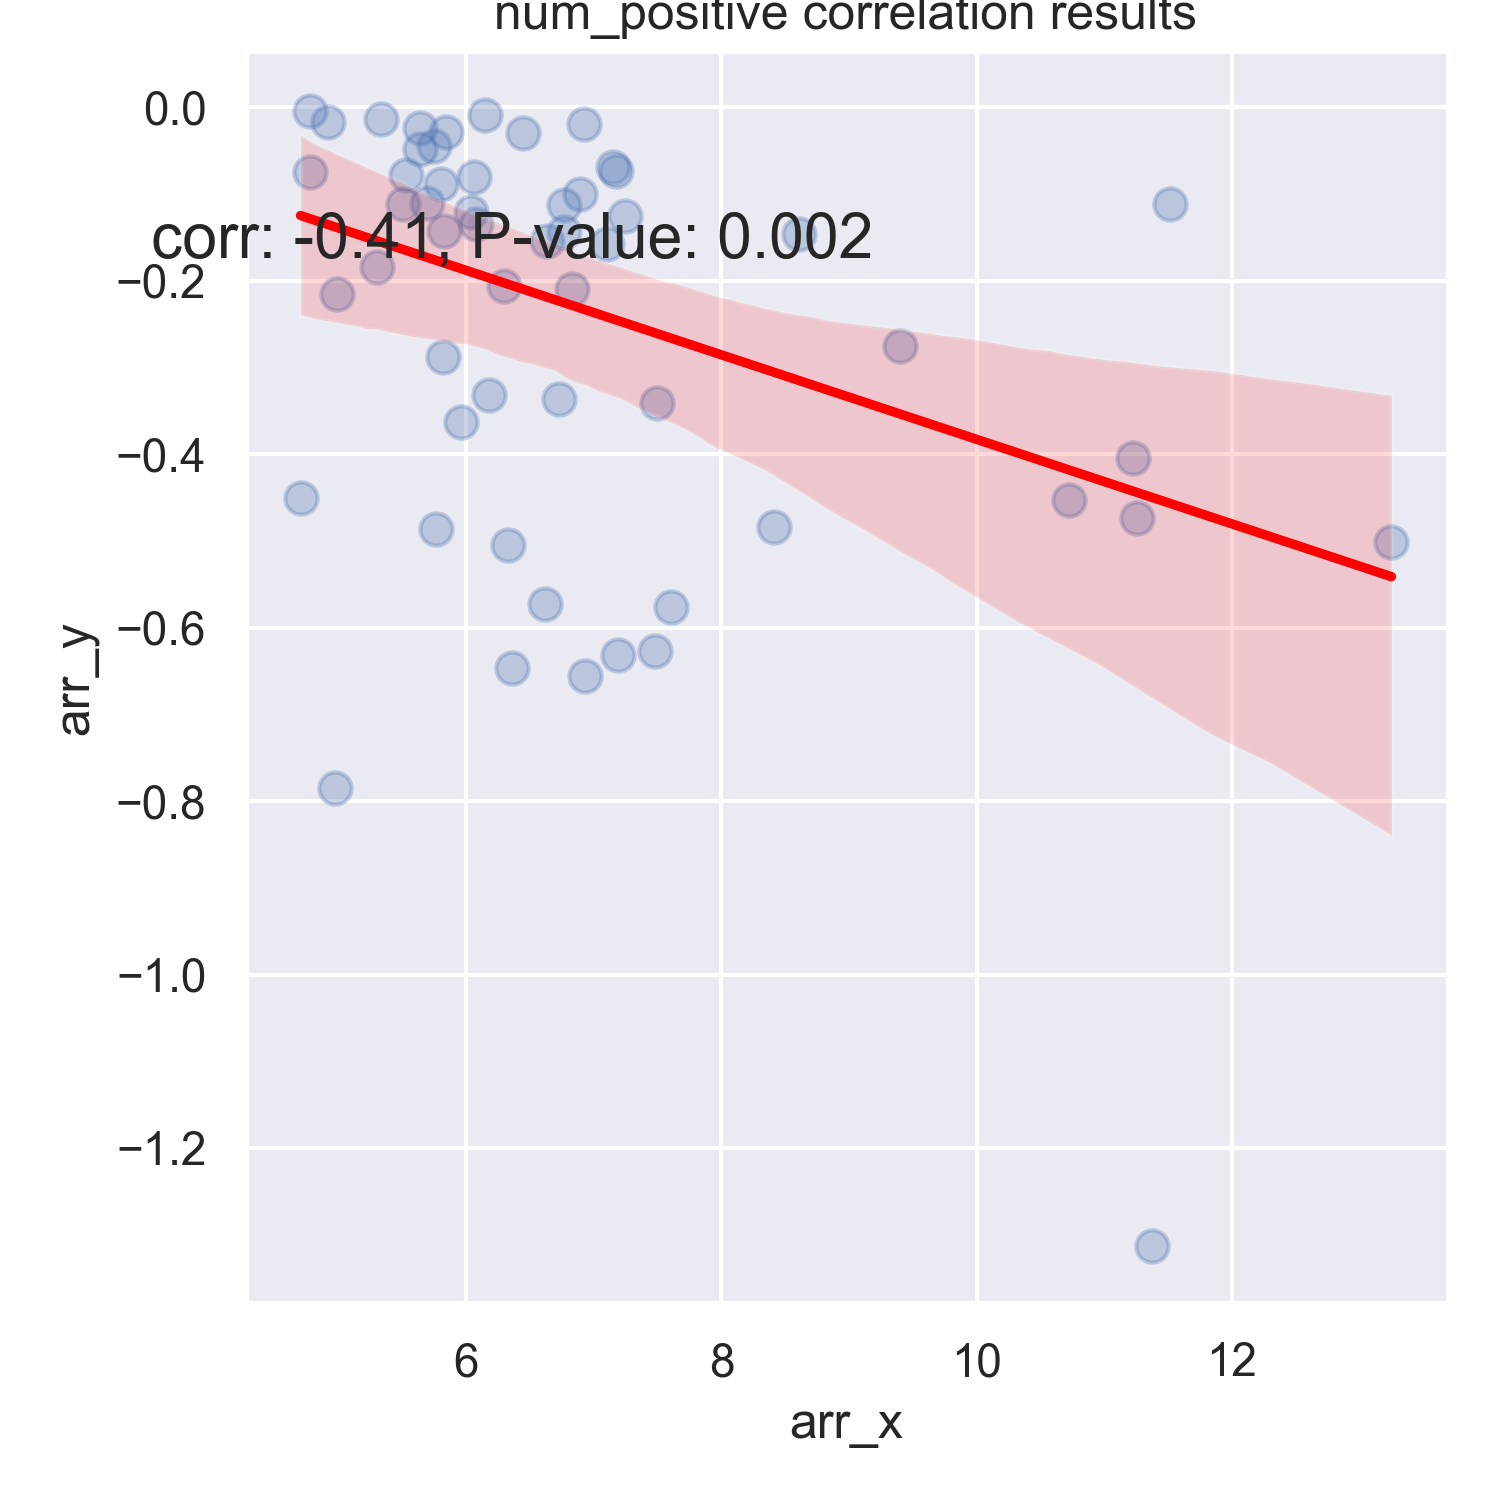 num_positive correlation results
0.0
corr: -0.41, P-value: 0.002
−0.2
−0.4
−0.6
−0.8
−1.0
−1.2
arr_y
6 8 10 12
arr_x